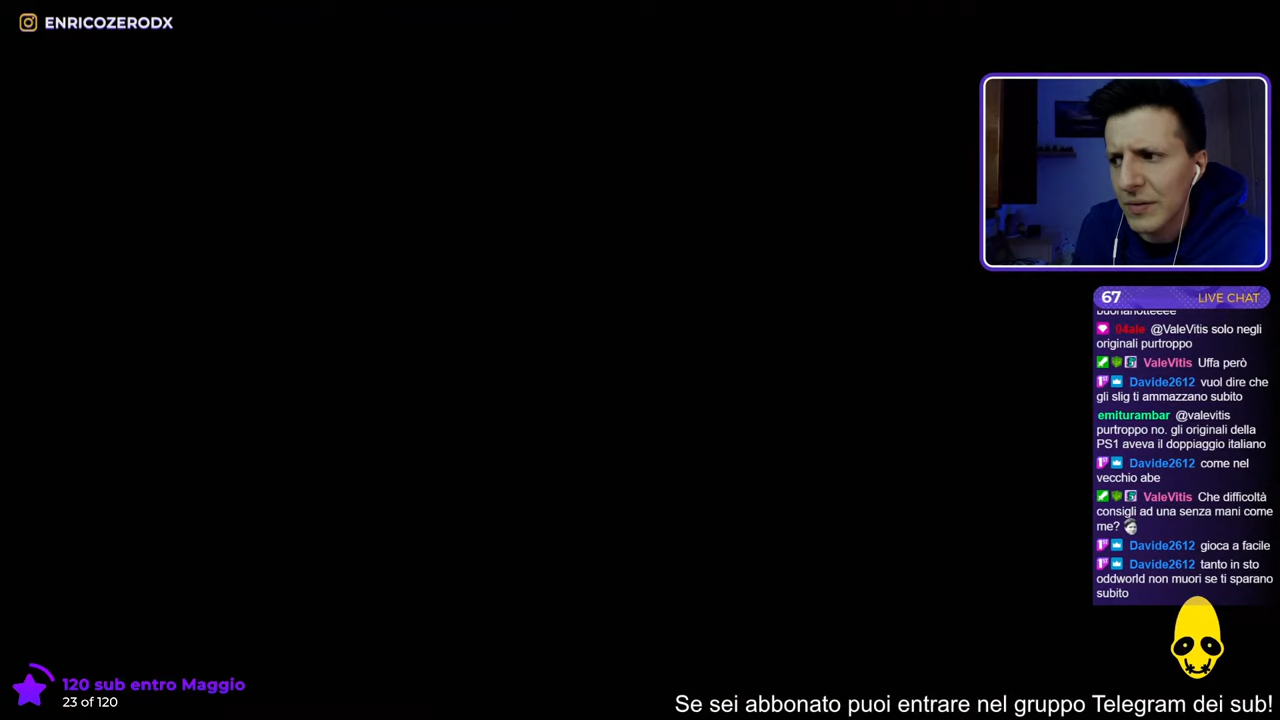 ENRICOZERODX
67 LIVE CHAT
buonanotteeee
04ale @ValeVitis solo negli
originali purtroppo
ValeVitis Uffa però
Davide2612 vuol dire che
gli slig ti ammazzano subito
emiturambar @valevitis
purtroppo no. gli originali della
PS1 aveva il doppiaggio italiano
Davide2612 come nel
vecchio abe
ValeVitis Che difficoltà
consigli ad una senza mani come
me?
Davide2612 gioca a facile
Davide2612 tanto in sto
oddworld non muori se ti sparano
subito
120 sub entro Maggio
23 of 120
Se sei abbonato puoi entrare nel gruppo Telegram dei sub!